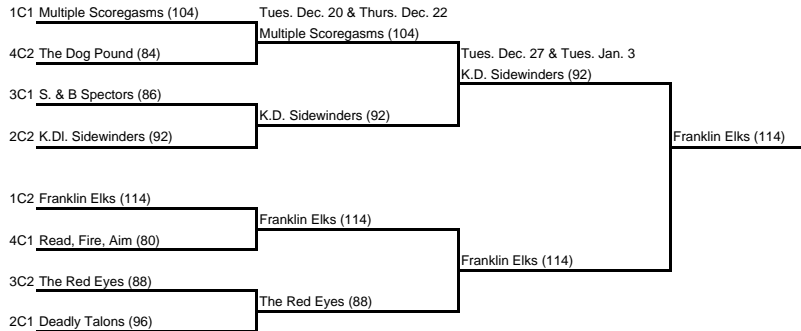 1C1 Multiple Scoregasms (104)
Tues. Dec. 20 & Thurs. Dec. 22
Multiple Scoregasms (104)
4C2 The Dog Pound (84)
Tues. Dec. 27 & Tues. Jan. 3
K.D. Sidewinders (92)
3C1 S. & B Spectors (86)
K.D. Sidewinders (92)
2C2 K.DI. Sidewinders (92)
Franklin Elks (114)
1C2 Franklin Elks (114)
Franklin Elks (114)
4C1 Read, Fire, Aim (80)
Franklin Elks (114)
3C2 The Red Eyes (88)
The Red Eyes (88)
2C1 Deadly Talons (96)